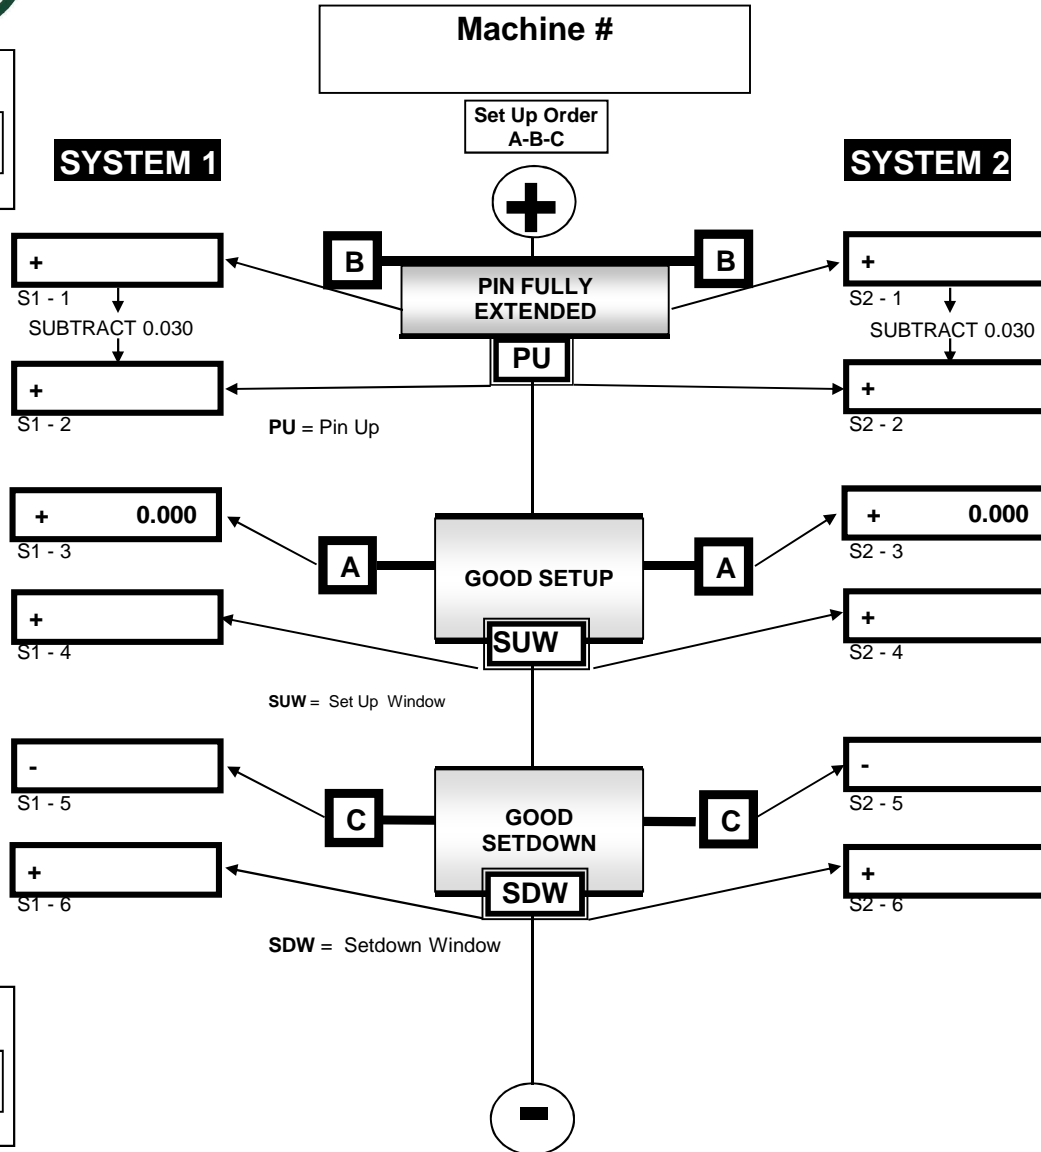 Machine #
Set Up Order
A-B-C
SYSTEM 1
SYSTEM 2
+
B
B
+
+
PIN FULLY
EXTENDED
S1 - 1
S2 - 1
SUBTRACT 0.030
SUBTRACT 0.030
PU
+
+
S1 - 2
S2 - 2
PU = Pin Up
+ 0.000
+ 0.000
S1 - 3
S2 - 3
A
A
GOOD SETUP
+
+
SUW
S1 - 4
S2 - 4
SUW = Set Up Window
-
-
S1 - 5
S2 - 5
C
C
GOOD
SETDOWN
+
+
SDW
S1 - 6
S2 - 6
SDW = Setdown Window
-